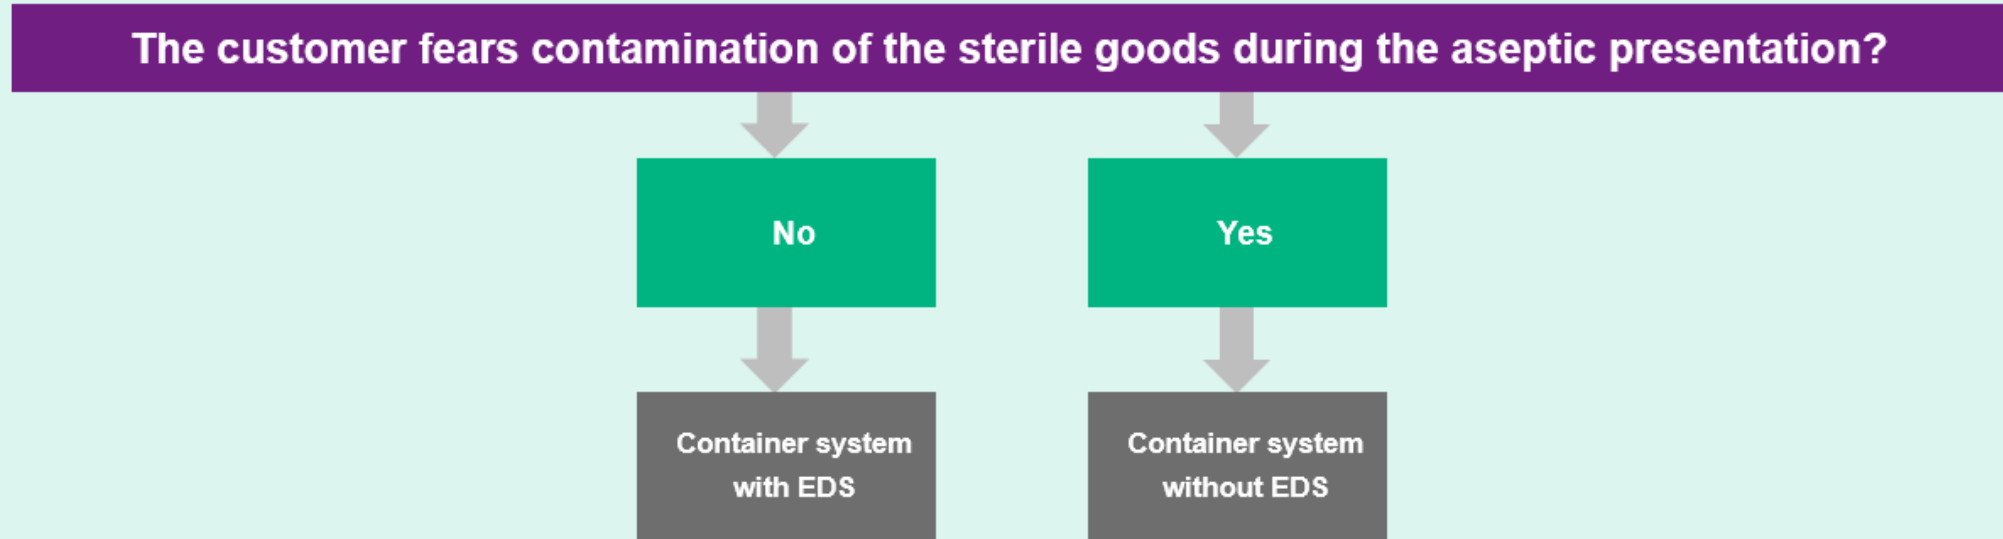 The customer fears contamination of the sterile goods during the aseptic presentation?
No
Yes
Container system
with EDS
Container system
without EDS